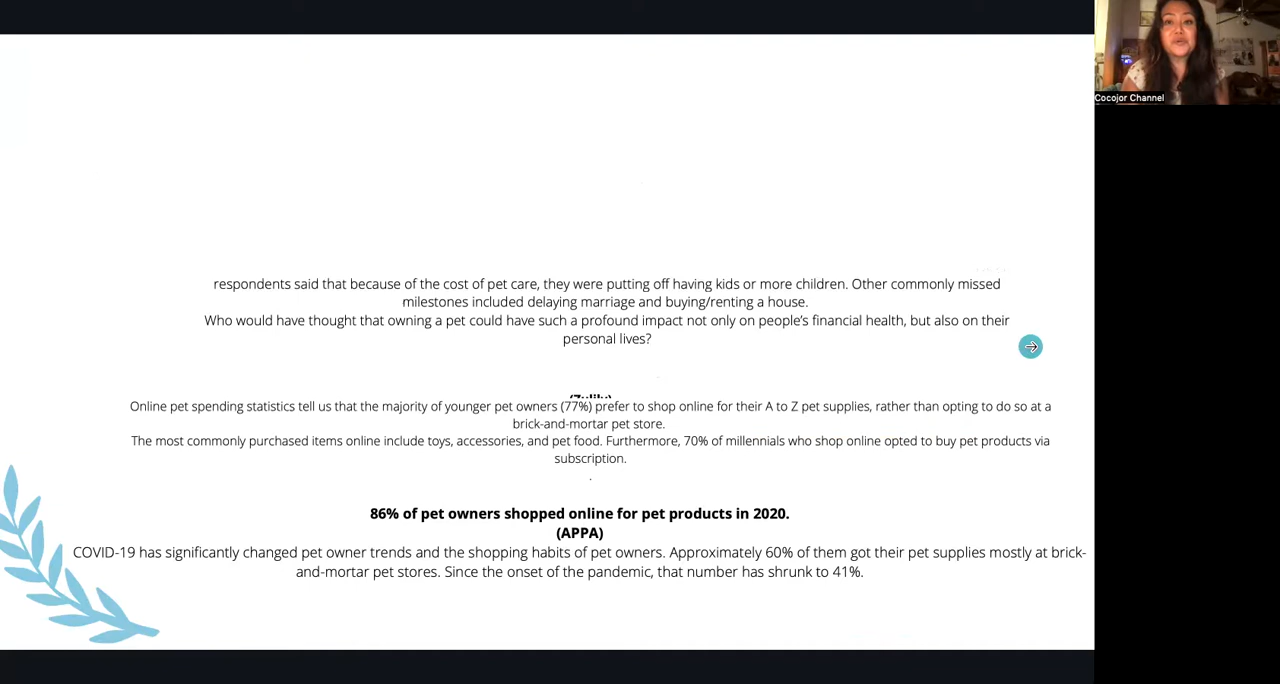 Cocojor Channel
respondents said that because of the cost of pet care, they were putting off having kids or more children. Other commonly missed
milestones included delaying marriage and buying/renting a house.
Who would have thought that owning a pet could have such a profound impact not only on people's financial health, but also on their
personal lives?
Online pet spending statistics tell us that the majority of younger pet owners (77%) prefer to shop online for their A to Z pet supplies, rather than opting to do so at a
brick-and-mortar pet store.
The most commonly purchased items online include toys, accessories, and pet food. Furthermore, 70% of millennials who shop online opted to buy pet products via
subscription.
.
86% of pet owners shopped online for pet products in 2020.
(APPA)
COVID-19 has significantly changed pet owner trends and the shopping habits of pet owners. Approximately 60% of them got their pet supplies mostly at brick-
and-mortar pet stores. Since the onset of the pandemic, that number has shrunk to 41%.